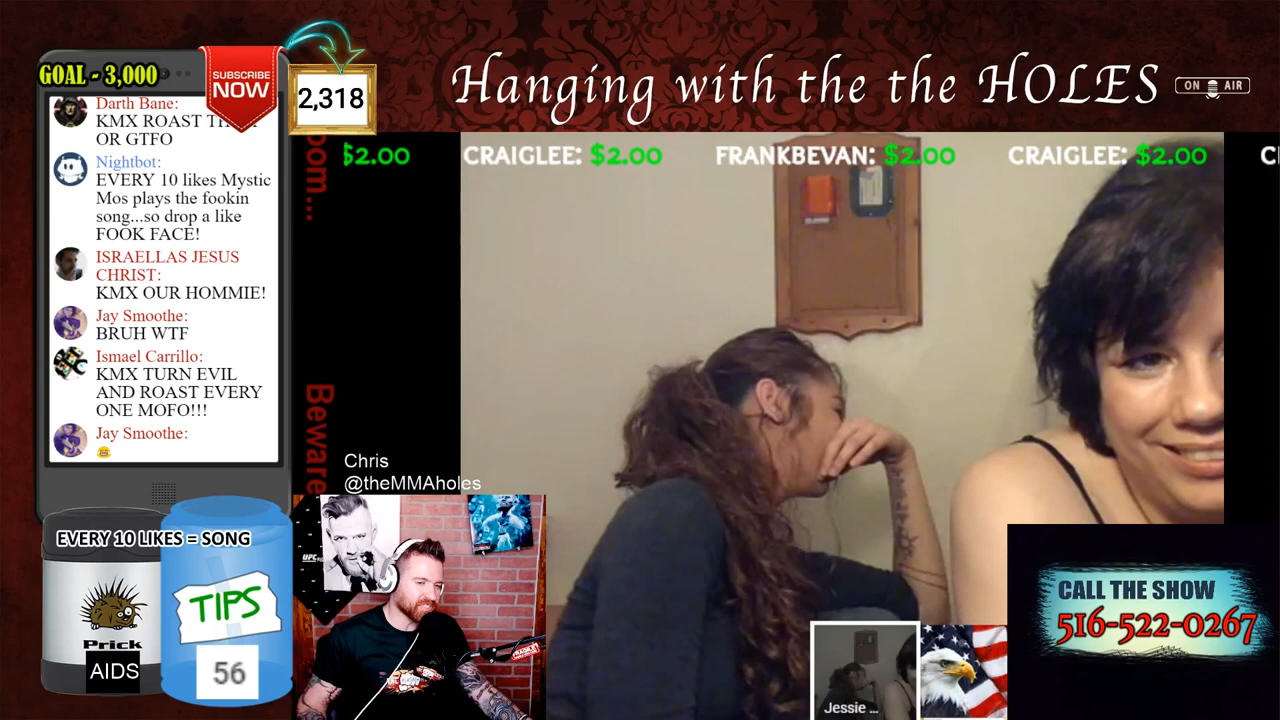 GOAL - 3,000
SUBSCRIBE
NOW
2,318
Hanging with the the HOLES
ON AIR
Darth Bane:
KMX ROAST
OR GTFO
Nightbot:
EVERY 10 likes Mystic
Mos plays the fookin
song...so drop a like
FOOK FACE!
ISRAELLAS JESUS
CHRIST:
KMX OUR HOMMIE!
Jay Smoothe:
BRUH WTF
Ismael Carrillo:
KMX TURN EVIL
AND ROAST EVERY
ONE MOFO!!!
Jay Smoothe:
$2.00 CRAIGLEE: $2.00 FRANKBEVAN: $2.00 CRAIGLEE: $2.00
oom...
Beware
Chris
@theMMAholes
UFC
EVERY 10 LIKES = SONG
Prick
AIDS
TIPS
56
Jessie ...
CALL THE SHOW
516-522-0267